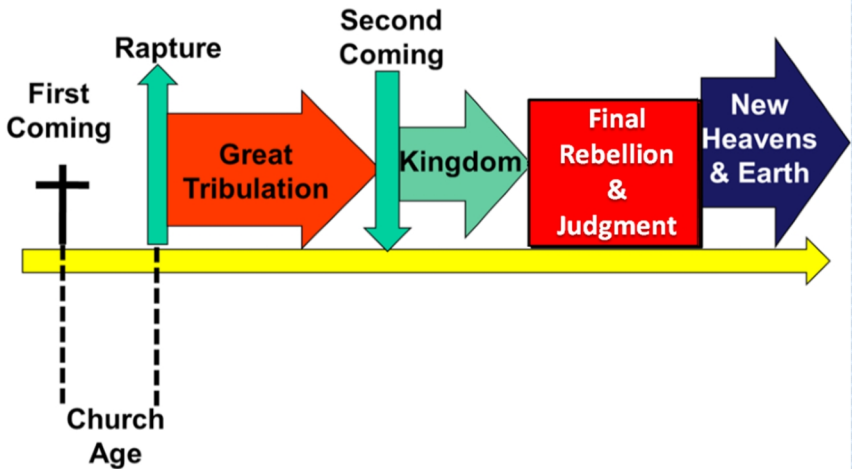 First
Coming
Rapture
Great
Tribulation
Second
Coming
Kingdom
Final
Rebellion
&
Judgment
New
Heavens
& Earth
Church
Age